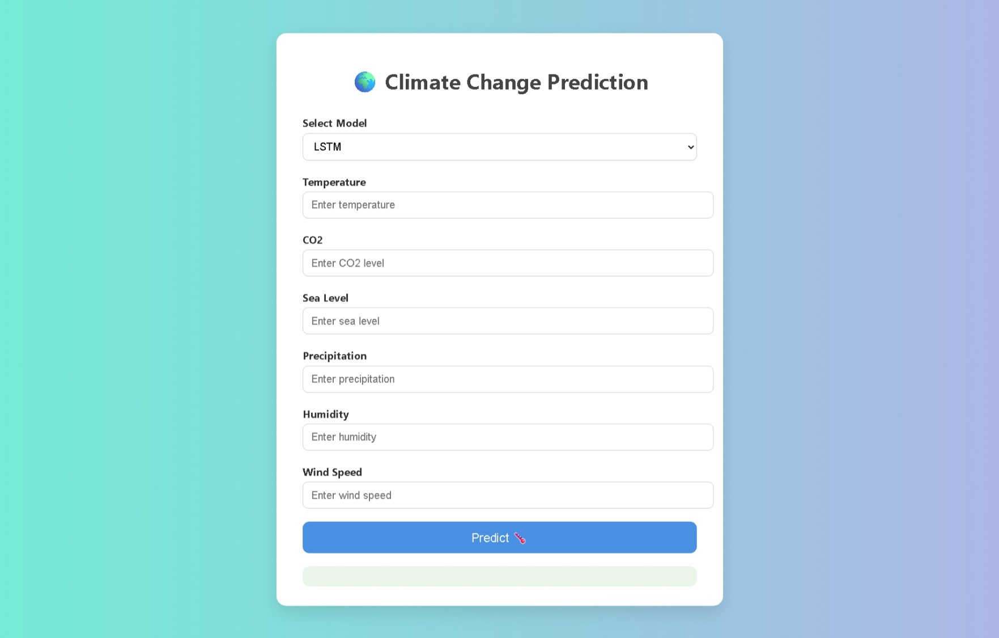 Climate Change Prediction
Select Model
LSTM
Temperature
Enter temperature
CO2
Enter CO2 level
Sea Level
Enter sea level
Precipitation
Enter precipitation
Humidity
Enter humidity
Wind Speed
Enter wind speed
Predict